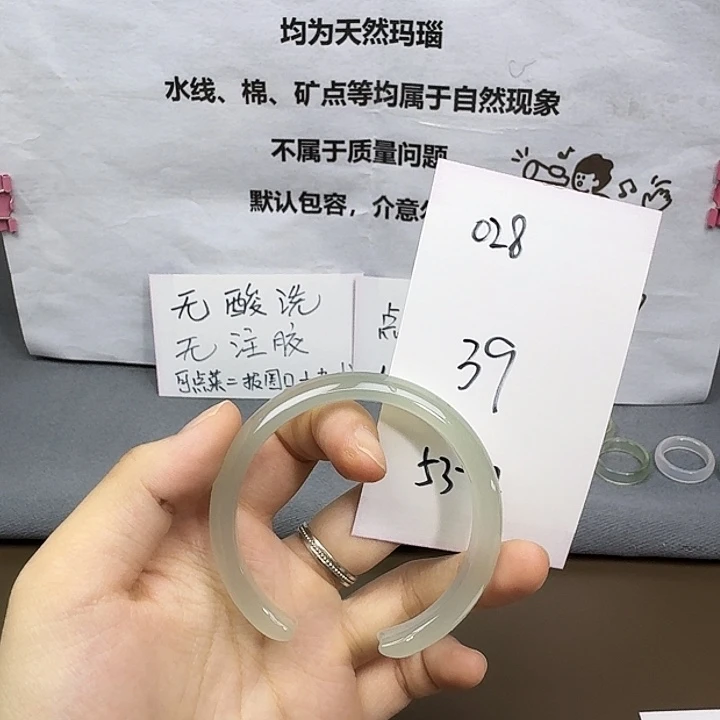 均为天然玛瑙
水线、棉、矿点等均属于自然现象
不属于质量问题
默认包容，介意
028
39
53-
无酸洗
无注胶
点